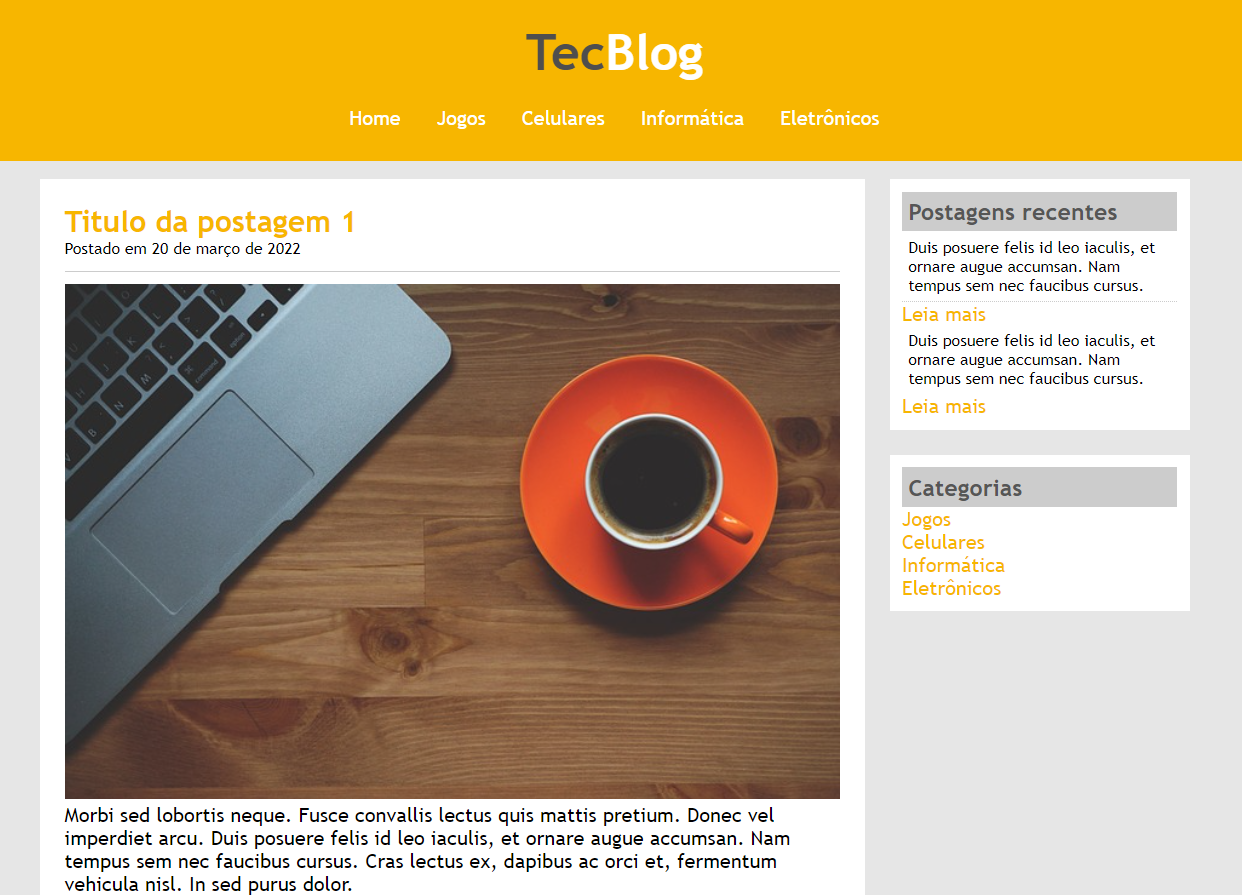 TecBlog
Home Jogos Celulares Informática Eletrônicos
Titulo da postagem 1
Postado em 20 de março de 2022
command
option
Morbi sed lobortis neque. Fusce convallis lectus quis mattis pretium. Donec vel
imperdiet arcu. Duis posuere felis id leo iaculis, et ornare augue accumsan. Nam
tempus sem nec faucibus cursus. Cras lectus ex, dapibus ac orci et, fermentum
vehicula nisl. In sed purus dolor.
Postagens recentes
Duis posuere felis id leo iaculis, et
ornare augue accumsan. Nam
tempus sem nec faucibus cursus.
Leia mais
Duis posuere felis id leo iaculis, et
ornare augue accumsan. Nam
tempus sem nec faucibus cursus.
Leia mais
Categorias
Jogos
Celulares
Informática
Eletrônicos